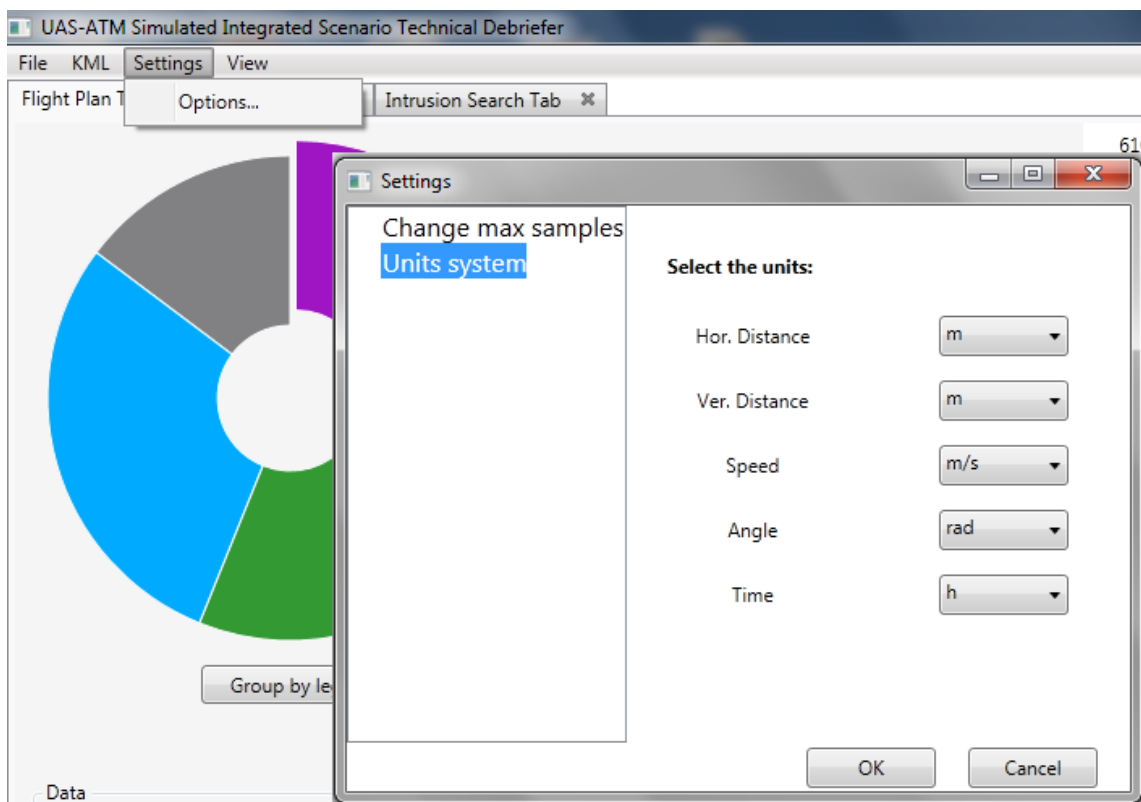 UAS-ATM Simulated Integrated Scenario Technical Debriefer
File KML Settings View
Options...
Flight Plan T
Intrusion Search Tab
61
Settings
Change max samples
Units system
Select the units:
Hor. Distance m
Ver. Distance m
Speed m/s
Angle rad
Time h
Group by le
OK Cancel
Data